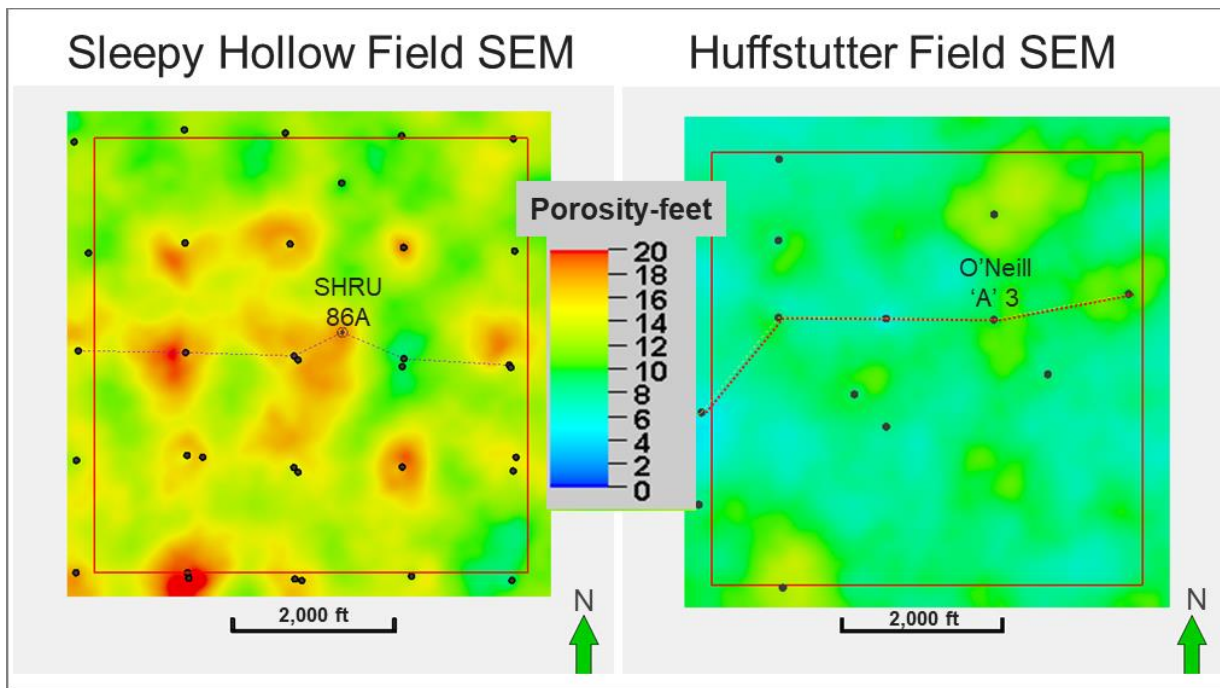 Sleepy Hollow Field SEM
Huffstutter Field SEM
Porosity-feet
20
18
16
14
12
10
8
6
4
2
0
SHRU
86A
O’Neill
‘A’ 3
2,000 ft
N
2,000 ft
N